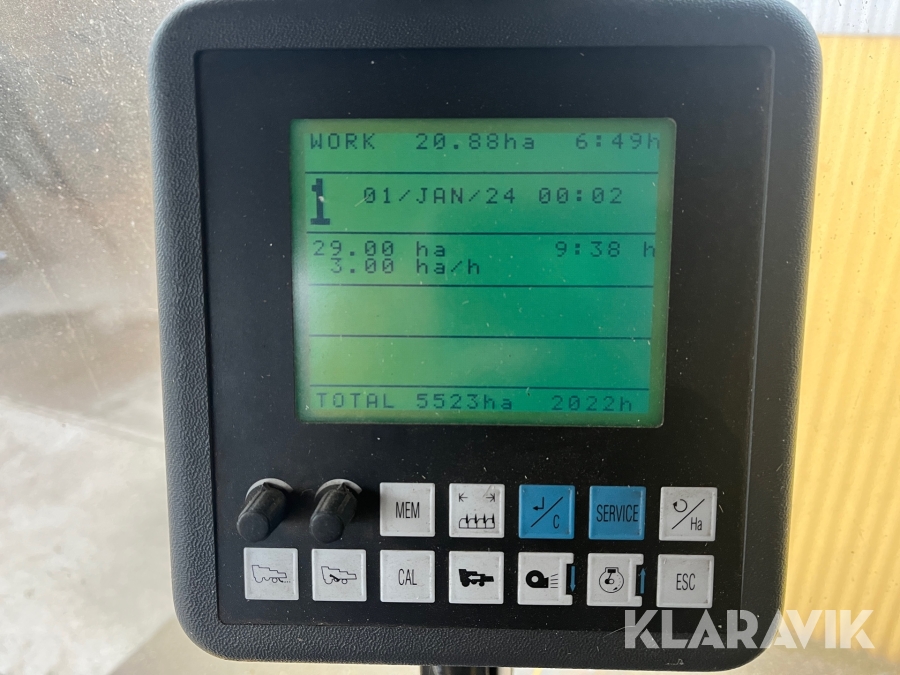 WORK 20.88ha 6:49h
1 01/JAN/24 00:02
29.00 ha 9:38 h
3.00 ha/h
TOTAL 5523ha 2022h
MEM
/C
SERVICE
/Ha
CAL
ESC
KLARAVIK